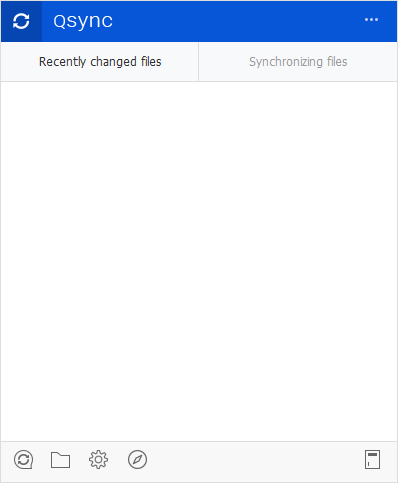 Qsync
Recently changed files
Synchronizing files